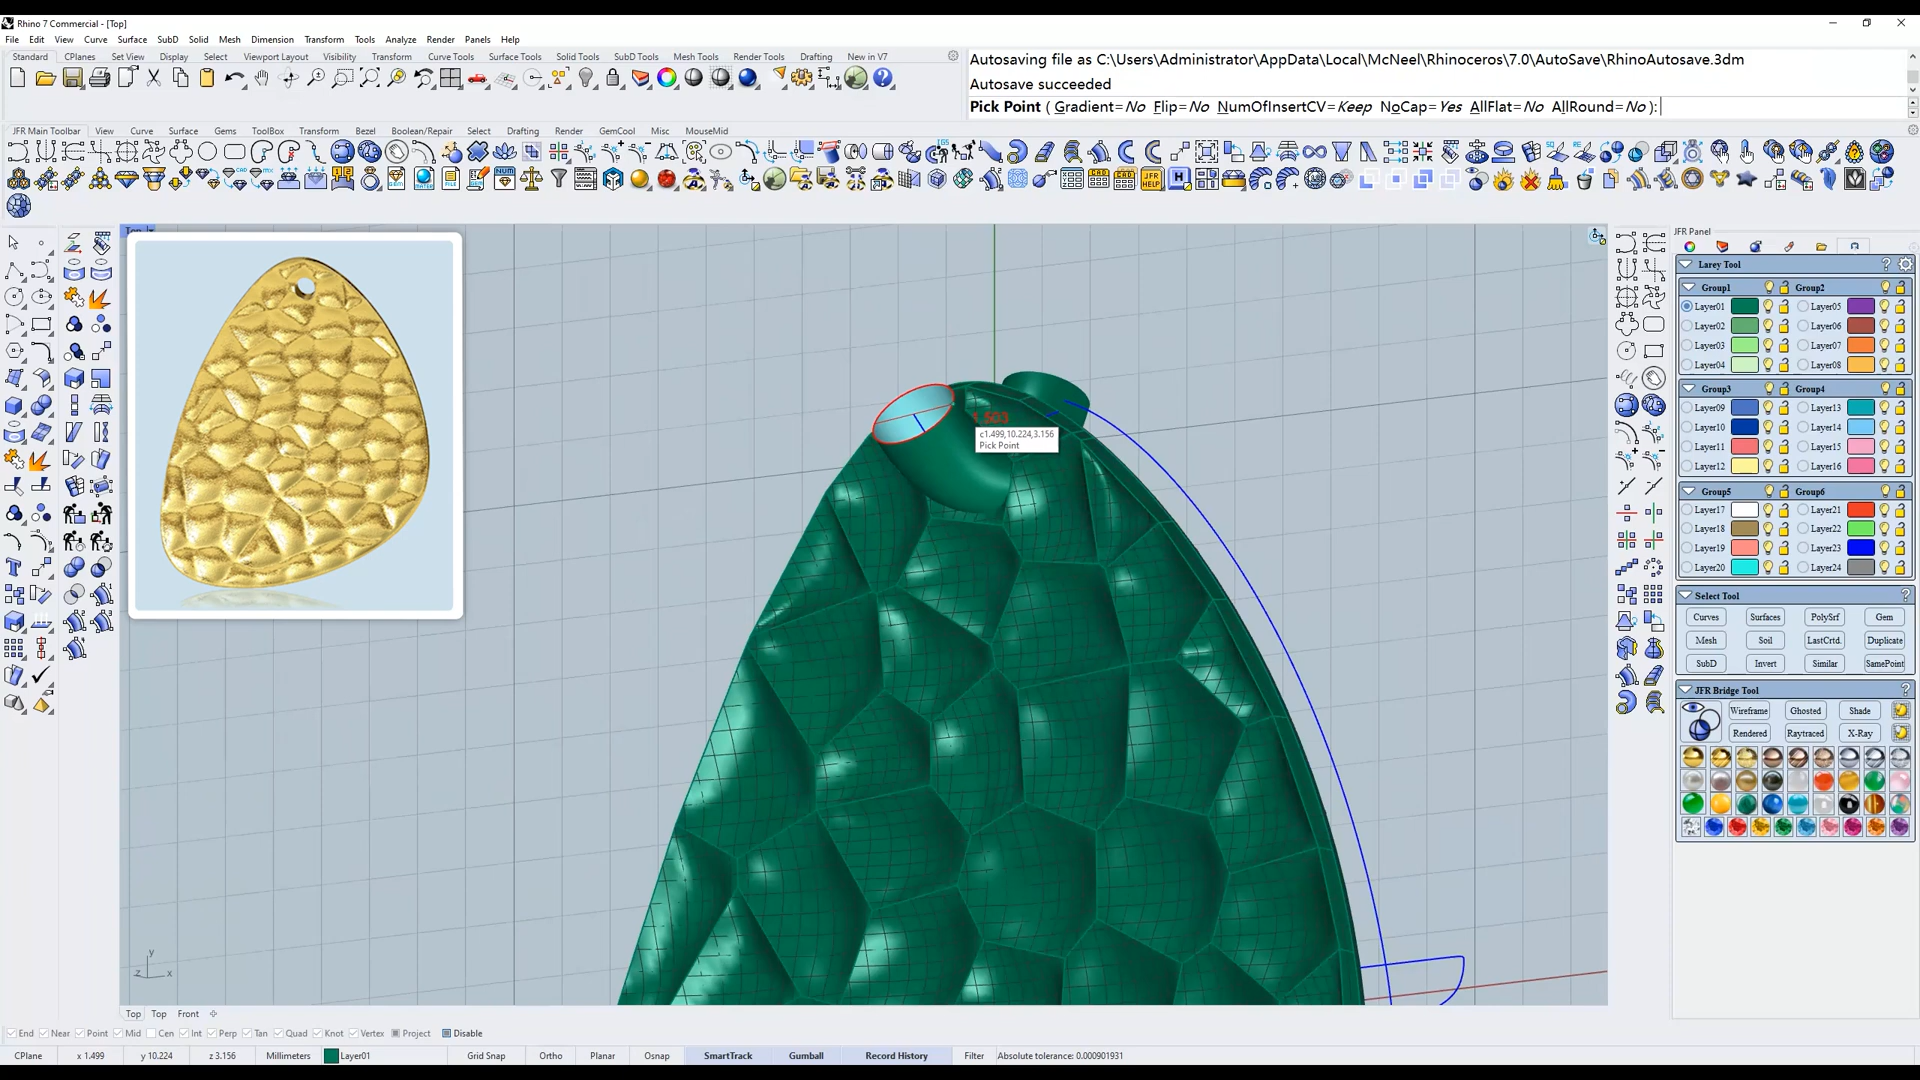 Rhino 7 Commercial - [Top]
File Edit View Curve Surface SubD Solid Mesh Dimension Transform Tools Analyze Render Panels Help
Standard CPlanes Set View Display Select Viewport Layout Visibility Transform Curve Tools Surface Tools Solid Tools SubD Tools Mesh Tools Render Tools Drafting New in V7
Autosaving file as C:\Users\Administrator\AppData\Local\McNeel\Rhinoceros\7.0\AutoSave\RhinoAutosave.3dm
Autosave succeeded
Pick Point ( Gradient=No Flip=No NumOfInsertCV=Keep NoCap=Yes AllFlat=No AllRound=No ):
JFR Main Toolbar View Curve Surface Gems ToolBox Transform Bezel Boolean/Repair Select Drafting Render GemCool Misc MouseMid
JFR HELP
Top
JFR Panel
Larey Tool ?
Group1 Group2
Layer01 Layer05
Layer02 Layer06
Layer03 Layer07
Layer04 Layer08
Group3 Group4
Layer09 Layer13
Layer10 Layer14
Layer11 Layer15
Layer12 Layer16
Group5 Group6
Layer17 Layer21
Layer18 Layer22
Layer19 Layer23
Layer20 Layer24
Select Tool ?
Curves Surfaces PolySrf Gem
Mesh Soil LastCrtd. Duplicate
SubD Invert Similar SamePoint
JFR Bridge Tool ?
Wireframe Ghosted Shade
Rendered Raytraced X-Ray
c1.499,10.224,3.156
Pick Point
y
z x
Top Top Front
End Near Point Mid Cen Int Perp Tan Quad Knot Vertex Project Disable
CPlane x 1.499 y 10.224 z 3.156 Millimeters Layer01 Grid Snap Ortho Planar Osnap SmartTrack Gumball Record History Filter Absolute tolerance: 0.000901931